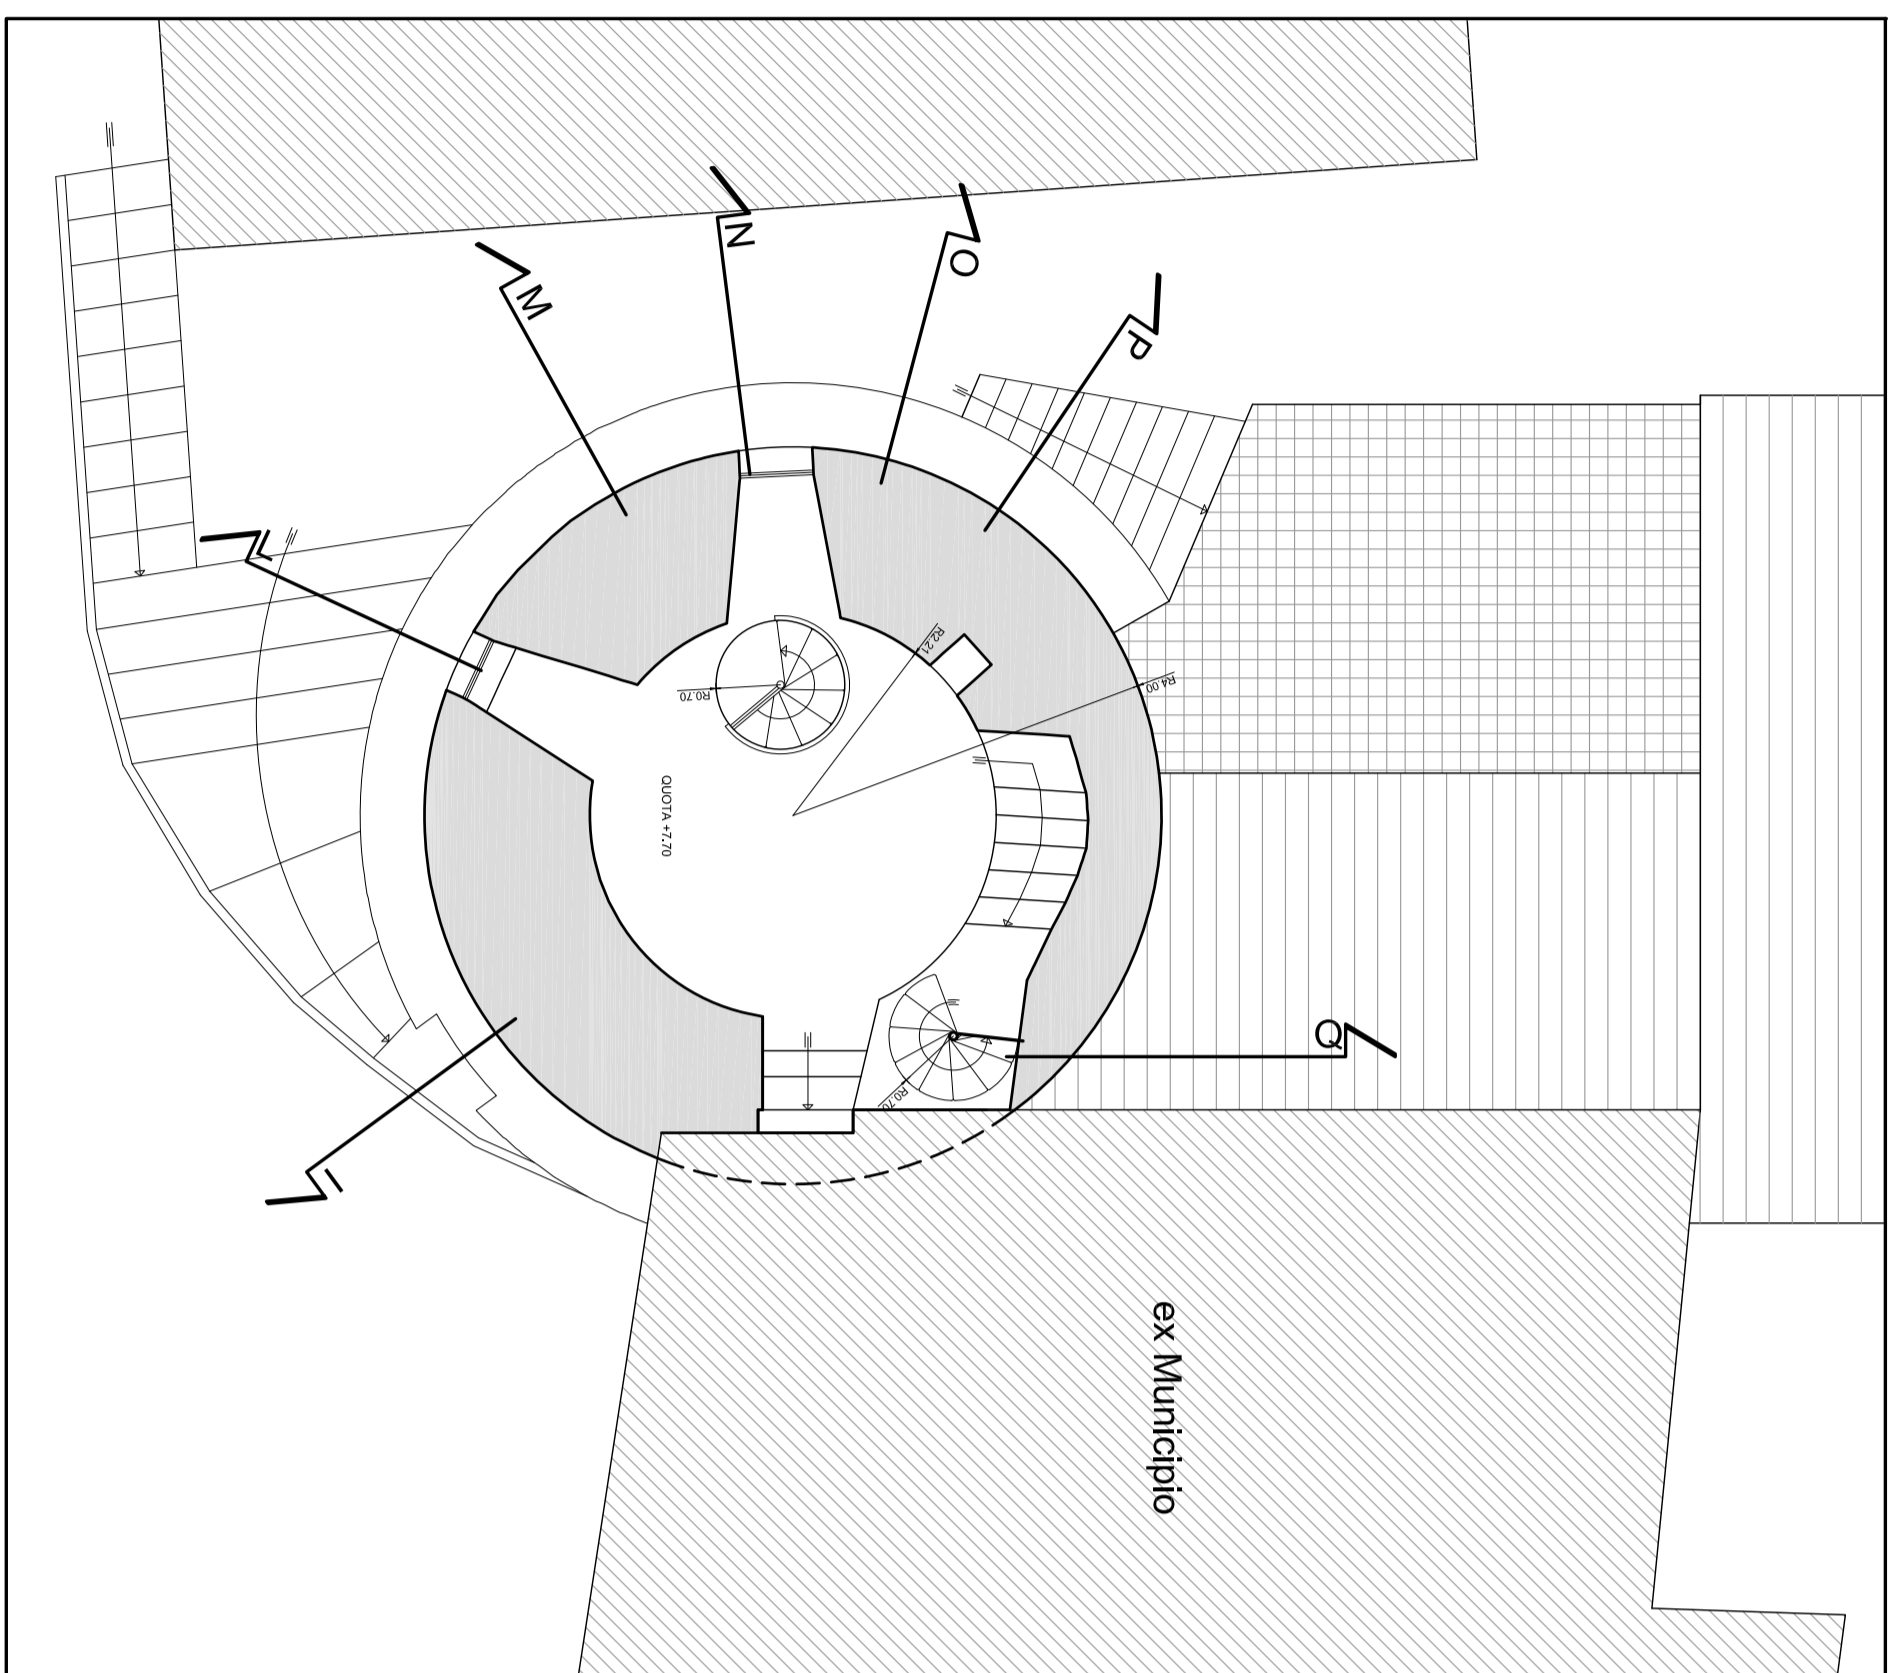 N
O
M
P
L
R2.21
R4.00
R0.70
QUOTA +7.70
Q
R0.70
I
ex Municipio